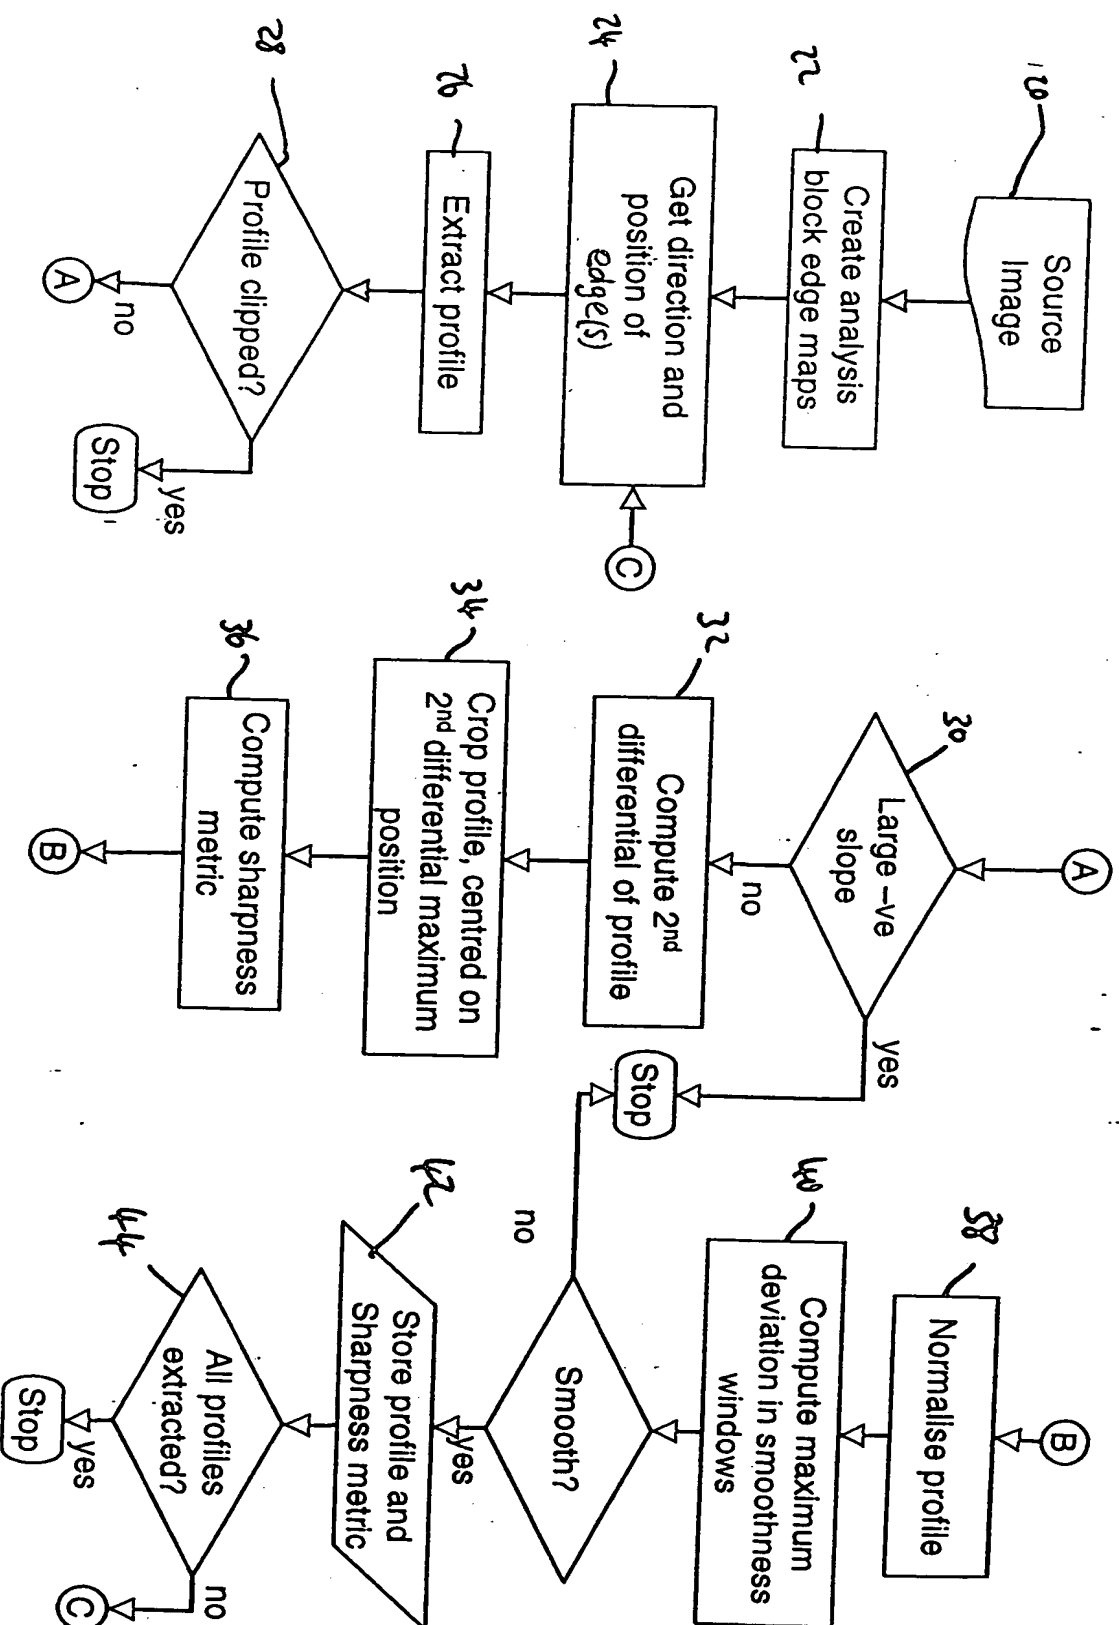 120
Source
Image
22
Create analysis
block edge maps
24
Get direction and
position of
edge(s)
C
26
Extract profile
28
Profile clipped?
no
yes
A
Stop
A
30
Large –ve
slope
yes
no
Stop
32
Compute 2nd
differential of profile
34
Crop profile, centred on
2nd differential maximum
position
36
Compute sharpness
metric
B
B
38
Normalise profile
40
Compute maximum
deviation in smoothness
windows
Smooth?
no
yes
42
Store profile and
Sharpness metric
44
All profiles
extracted?
yes
no
Stop
C